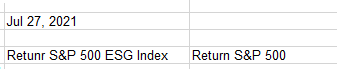 Jul 27, 2021
Retunr S&P 500 ESG Index Return S&P 500